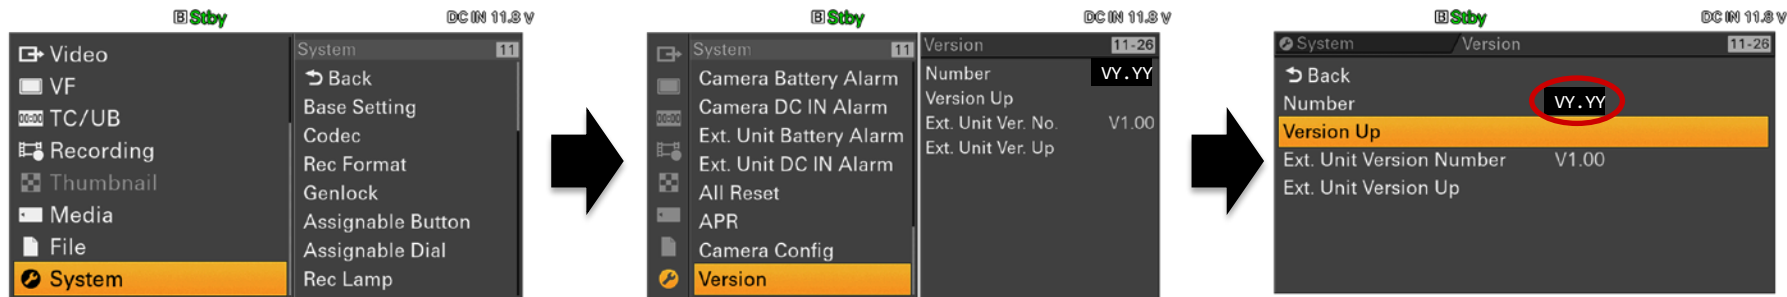 B Stby DC IN 11.8 V
Video
VF
00:00 TC/UB
Recording
Thumbnail
Media
File
System
System 11
Back
Base Setting
Codec
Rec Format
Genlock
Assignable Button
Assignable Dial
Rec Lamp
B Stby DC IN 11.8 V
00:00
System 11
Camera Battery Alarm
Camera DC IN Alarm
Ext. Unit Battery Alarm
Ext. Unit DC IN Alarm
All Reset
APR
Camera Config
Version
Version 11-26
Number VY.YY
Version Up
Ext. Unit Ver. No. V1.00
Ext. Unit Ver. Up
B Stby DC IN 11.8 V
System Version 11-26
Back
Number VY.YY
Version Up
Ext. Unit Version Number V1.00
Ext. Unit Version Up